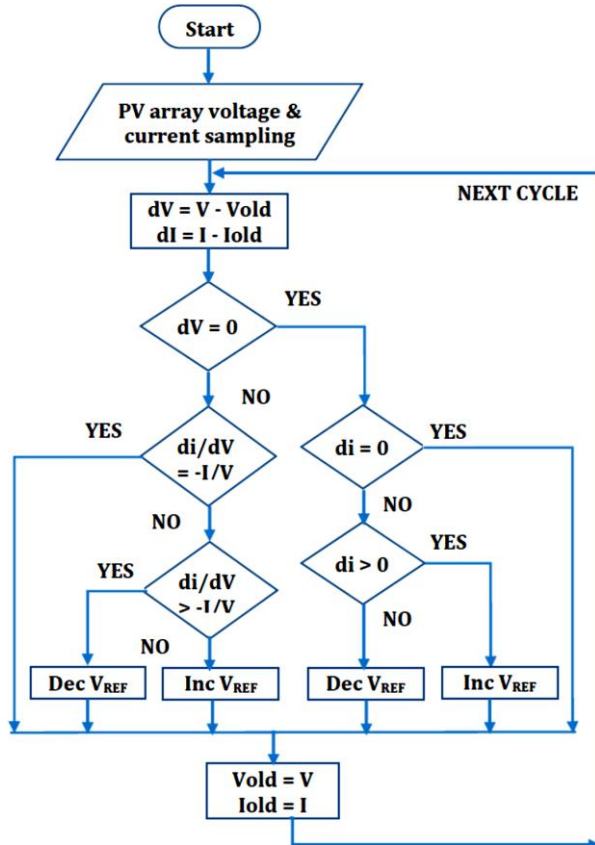 Start
PV array voltage &
current sampling
NEXT CYCLE
dV = V - Vold
dI = I - Iold
YES
dV = 0
NO
YES
di/dV
= -I/V
di = 0
YES
NO
NO
YES
di/dV
> -I/V
di > 0
YES
NO
NO
Dec VREF
Inc VREF
Dec VREF
Inc VREF
Vold = V
Iold = I